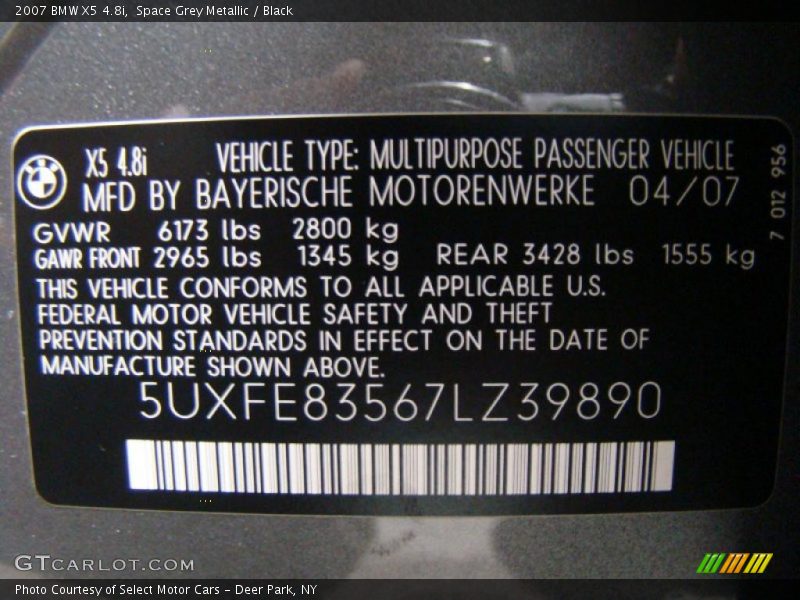 2007 BMW X5 4.8i, Space Grey Metallic / Black
X5 4.8i VEHICLE TYPE: MULTIPURPOSE PASSENGER VEHICLE
MFD BY BAYERISCHE MOTORENWERKE 04/07
GVWR 6173 lbs 2800 kg
GAWR FRONT 2965 lbs 1345 kg REAR 3428 lbs 1555 kg
THIS VEHICLE CONFORMS TO ALL APPLICABLE U.S.
FEDERAL MOTOR VEHICLE SAFETY AND THEFT
PREVENTION STANDARDS IN EFFECT ON THE DATE OF
MANUFACTURE SHOWN ABOVE.
5UXFE83567LZ39890
7 012 956
BMW
GTCARLOT.COM
Photo Courtesy of Select Motor Cars - Deer Park, NY